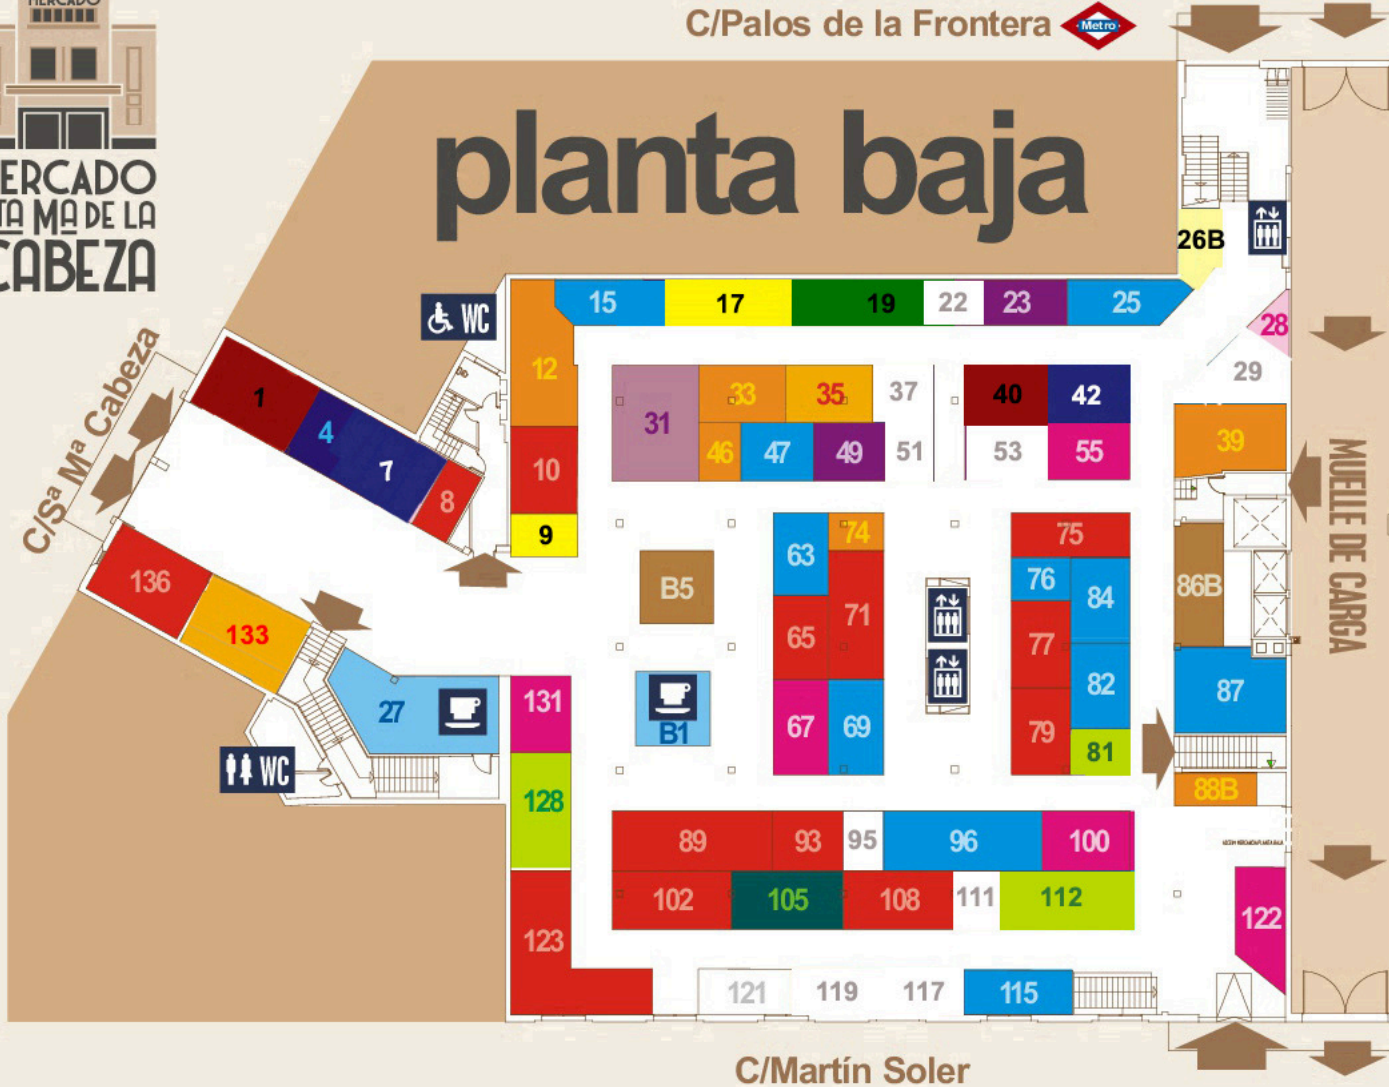 MERCADO
C/Palos de la Frontera Metro
planta baja
ERCADO
TA Mª DE LA
CABEZA
26B
WC
15 17 19 22 23 25
28
C/Sª Mª Cabeza
12
29
1
31 33 35 37 40 42
4
46 47 49 51 53 55
39
7
10
8
9
MUELLE DE CARGA
63 74 75
136
B5
76 84
86B
133
65 71 77
27
131
B1
67 69 79 82 87
81
WC
128
88B
89 93 95 96 100
102 105 108 111 112
122
123
121 119 117 115
C/Martín Soler